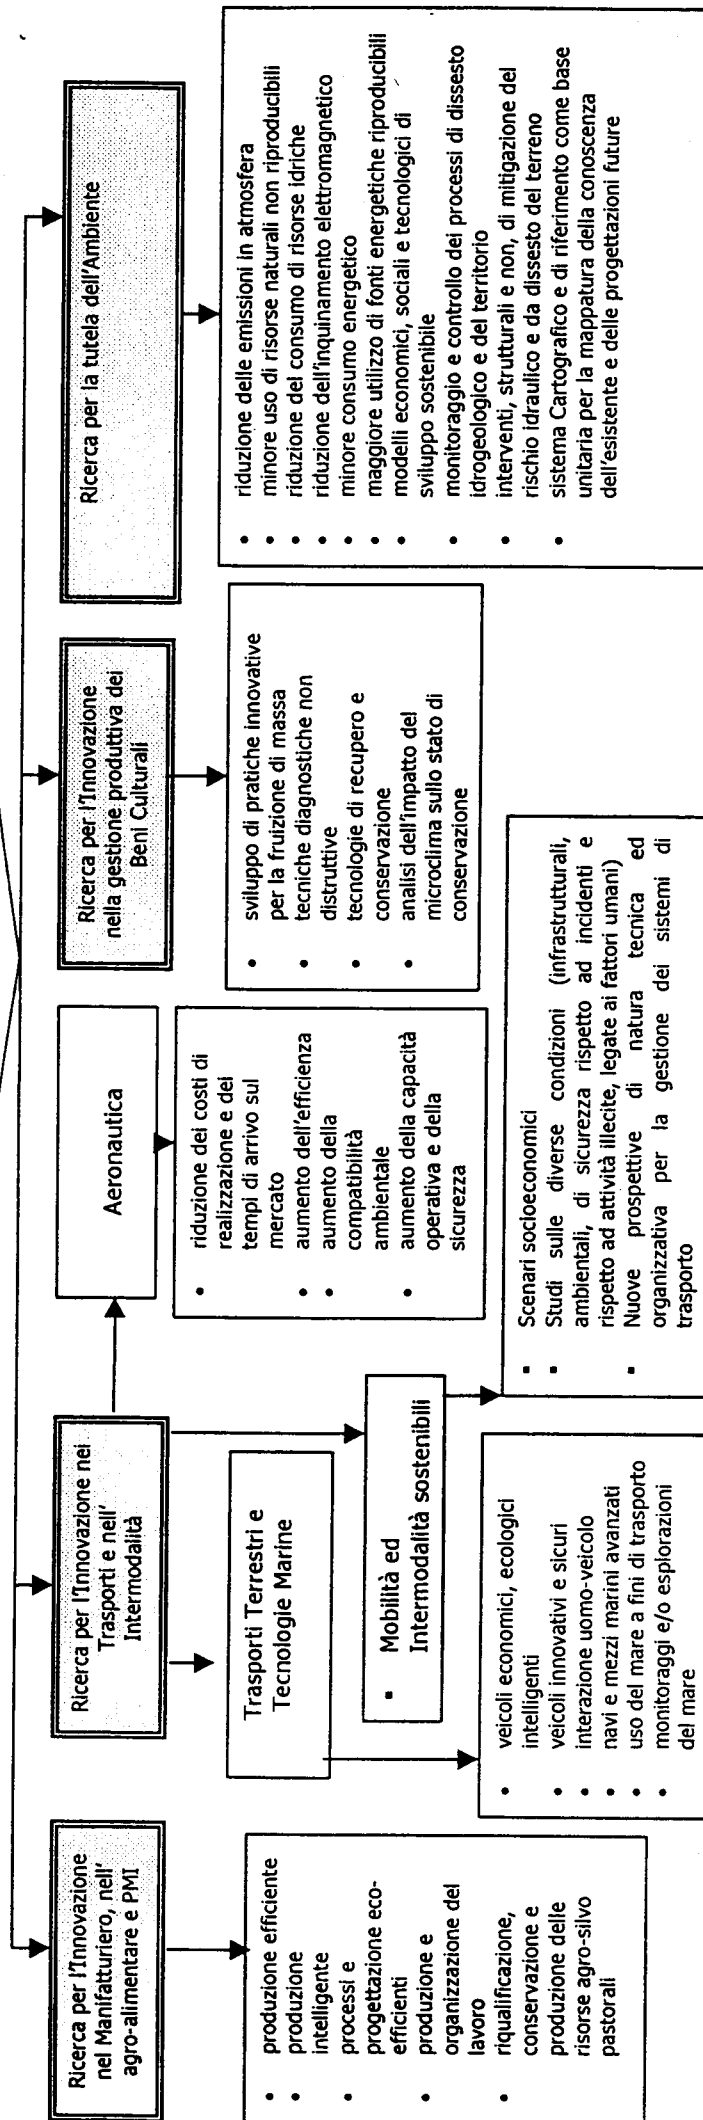 Ricerca per l'Innovazione
nel Manifatturiero, nell'
agro-alimentare e PMI
• produzione efficiente
• produzione
intelligente
• processi e
progettazione eco-
efficienti
• produzione e
organizzazione del
lavoro
• riqualificazione,
conservazione e
produzione delle
risorse agro-silvo
pastorali
Ricerca per l'Innovazione nei
Trasporti e nell'
Intermodalità
Trasporti Terrestri e
Tecnologie Marine
• veicoli economici, ecologici
intelligenti
• veicoli innovativi e sicuri
• interazione uomo-veicolo
• navi e mezzi marini avanzati
• uso del mare a fini di trasporto
• monitoraggi e/o esplorazioni
del mare
▪ Mobilità ed
Intermodalità sostenibili
▪ Scenari socioeconomici
▪ Studi sulle diverse condizioni (infrastrutturali,
ambientali, di sicurezza rispetto ad incidenti e
rispetto ad attività illecite, legate ai fattori umani)
▪ Nuove prospettive di natura tecnica ed
organizzativa per la gestione dei sistemi di
trasporto
Aeronautica
• riduzione dei costi di
realizzazione e dei
tempi di arrivo sul
mercato
• aumento dell'efficienza
• aumento della
compatibilità
ambientale
• aumento della capacità
operativa e della
sicurezza
Ricerca per l'Innovazione
nella gestione produttiva dei
Beni Culturali
• sviluppo di pratiche innovative
per la fruizione di massa
• tecniche diagnostiche non
distruttive
• tecnologie di recupero e
conservazione
• analisi dell'impatto del
microclima sullo stato di
conservazione
Ricerca per la tutela dell'Ambiente
• riduzione delle emissioni in atmosfera
• minore uso di risorse naturali non riproducibili
• riduzione del consumo di risorse idriche
• riduzione dell'inquinamento elettromagnetico
• minore consumo energetico
• maggiore utilizzo di fonti energetiche riproducibili
• modelli economici, sociali e tecnologici di
sviluppo sostenibile
• monitoraggio e controllo dei processi di dissesto
idrogeologico e del territorio
• interventi, strutturali e non, di mitigazione del
rischio idraulico e da dissesto del terreno
• sistema Cartografico e di riferimento come base
unitaria per la mappatura della conoscenza
dell'esistente e delle progettazioni future